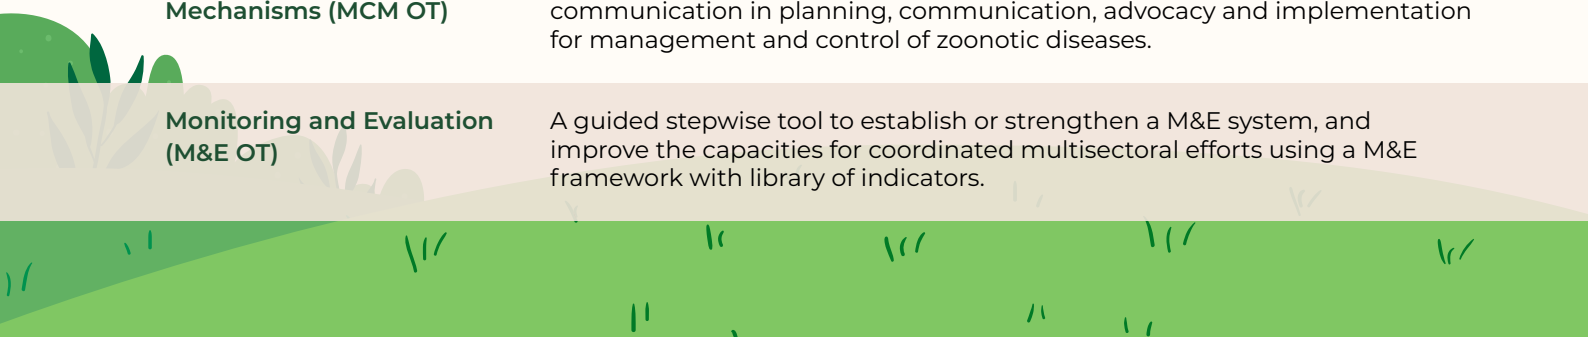 Mechanisms (MCM OT)
communication in planning, communication, advocacy and implementation
for management and control of zoonotic diseases.
Monitoring and Evaluation
(M&E OT)
A guided stepwise tool to establish or strengthen a M&E system, and
improve the capacities for coordinated multisectoral efforts using a M&E
framework with library of indicators.